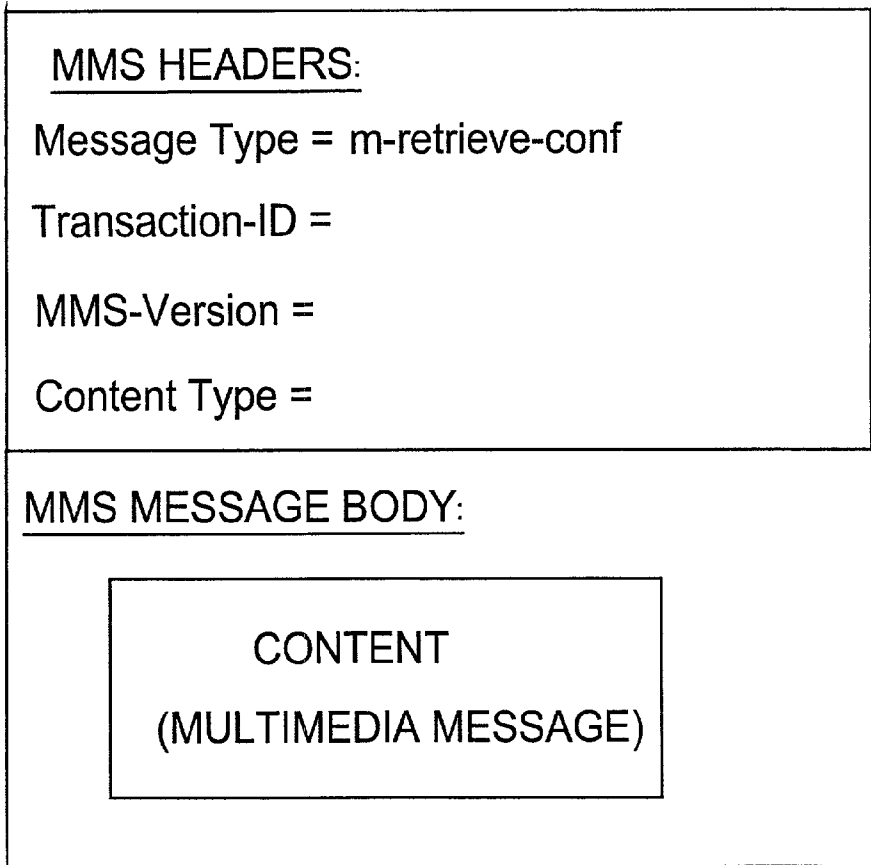 MMS HEADERS:
Message Type = m-retrieve-conf
Transaction-ID =
MMS-Version =
Content Type =
MMS MESSAGE BODY:
CONTENT
(MULTIMEDIA MESSAGE)